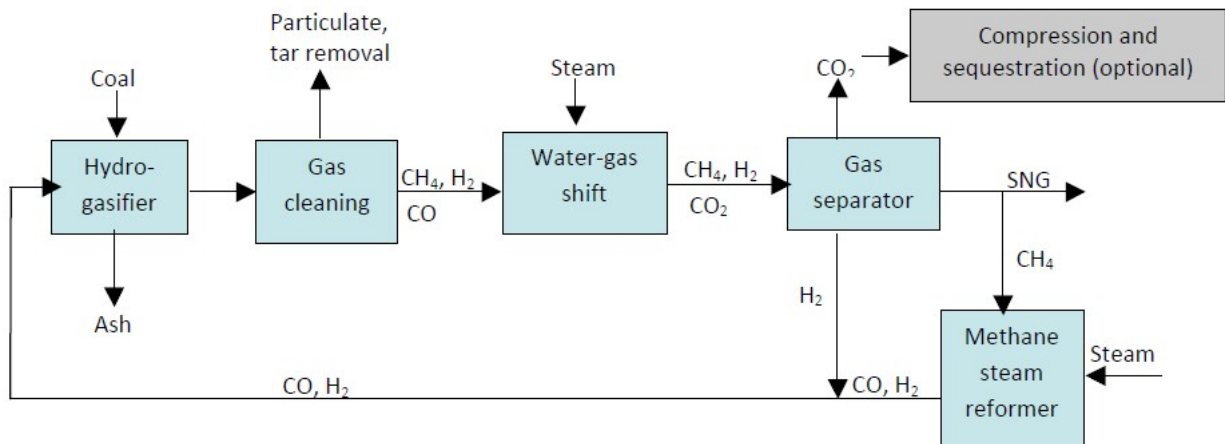 Particulate,
tar removal
Coal
Steam
CO₂
Compression and
sequestration (optional)
Hydro-
gasifier
Gas
cleaning
CH₄, H₂
CO
Water-gas
shift
CH₄, H₂
CO₂
Gas
separator
SNG
CH₄
H₂
Ash
Methane
steam
reformer
Steam
CO, H₂
CO, H₂